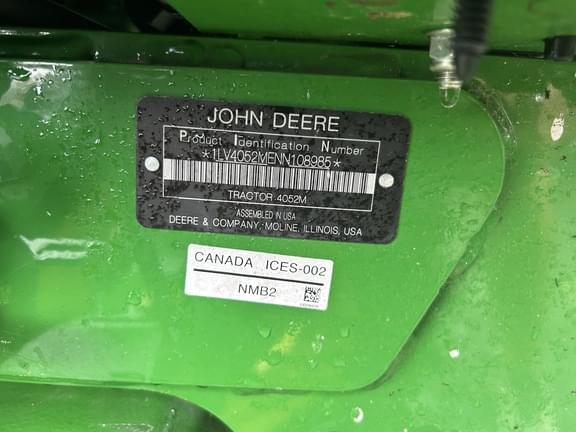 JOHN DEERE
Product Identification Number
*1LV4052MENN108985*
TRACTOR 4052M
ASSEMBLED IN USA
DEERE & COMPANY, MOLINE, ILLINOIS, USA
CANADA ICES-002
NMB2